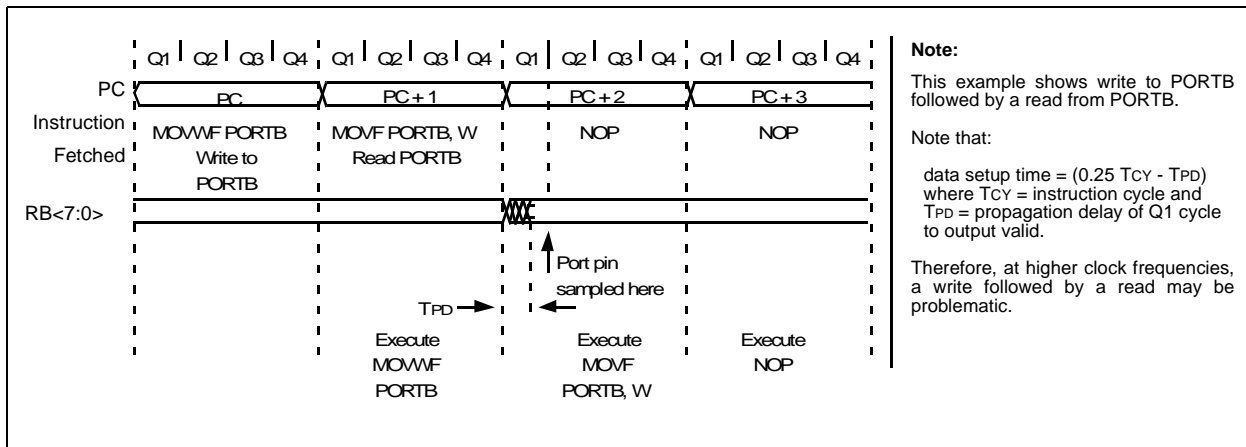 Q1 Q2 Q3 Q4 Q1 Q2 Q3 Q4 Q1 Q2 Q3 Q4 Q1 Q2 Q3 Q4
PC PC PC + 1 PC + 2 PC + 3
Instruction
Fetched
MOVWF PORTB
Write to
PORTB
MOVF PORTB, W
Read PORTB
NOP
NOP
RB<7:0>
Port pin
sampled here
TPD
Execute
MOVWF
PORTB
Execute
MOVF
PORTB, W
Execute
NOP
Note:
This example shows write to PORTB
followed by a read from PORTB.
Note that:
data setup time = (0.25 TCY - TPD)
where TCY = instruction cycle and
TPD = propagation delay of Q1 cycle
to output valid.
Therefore, at higher clock frequencies,
a write followed by a read may be
problematic.